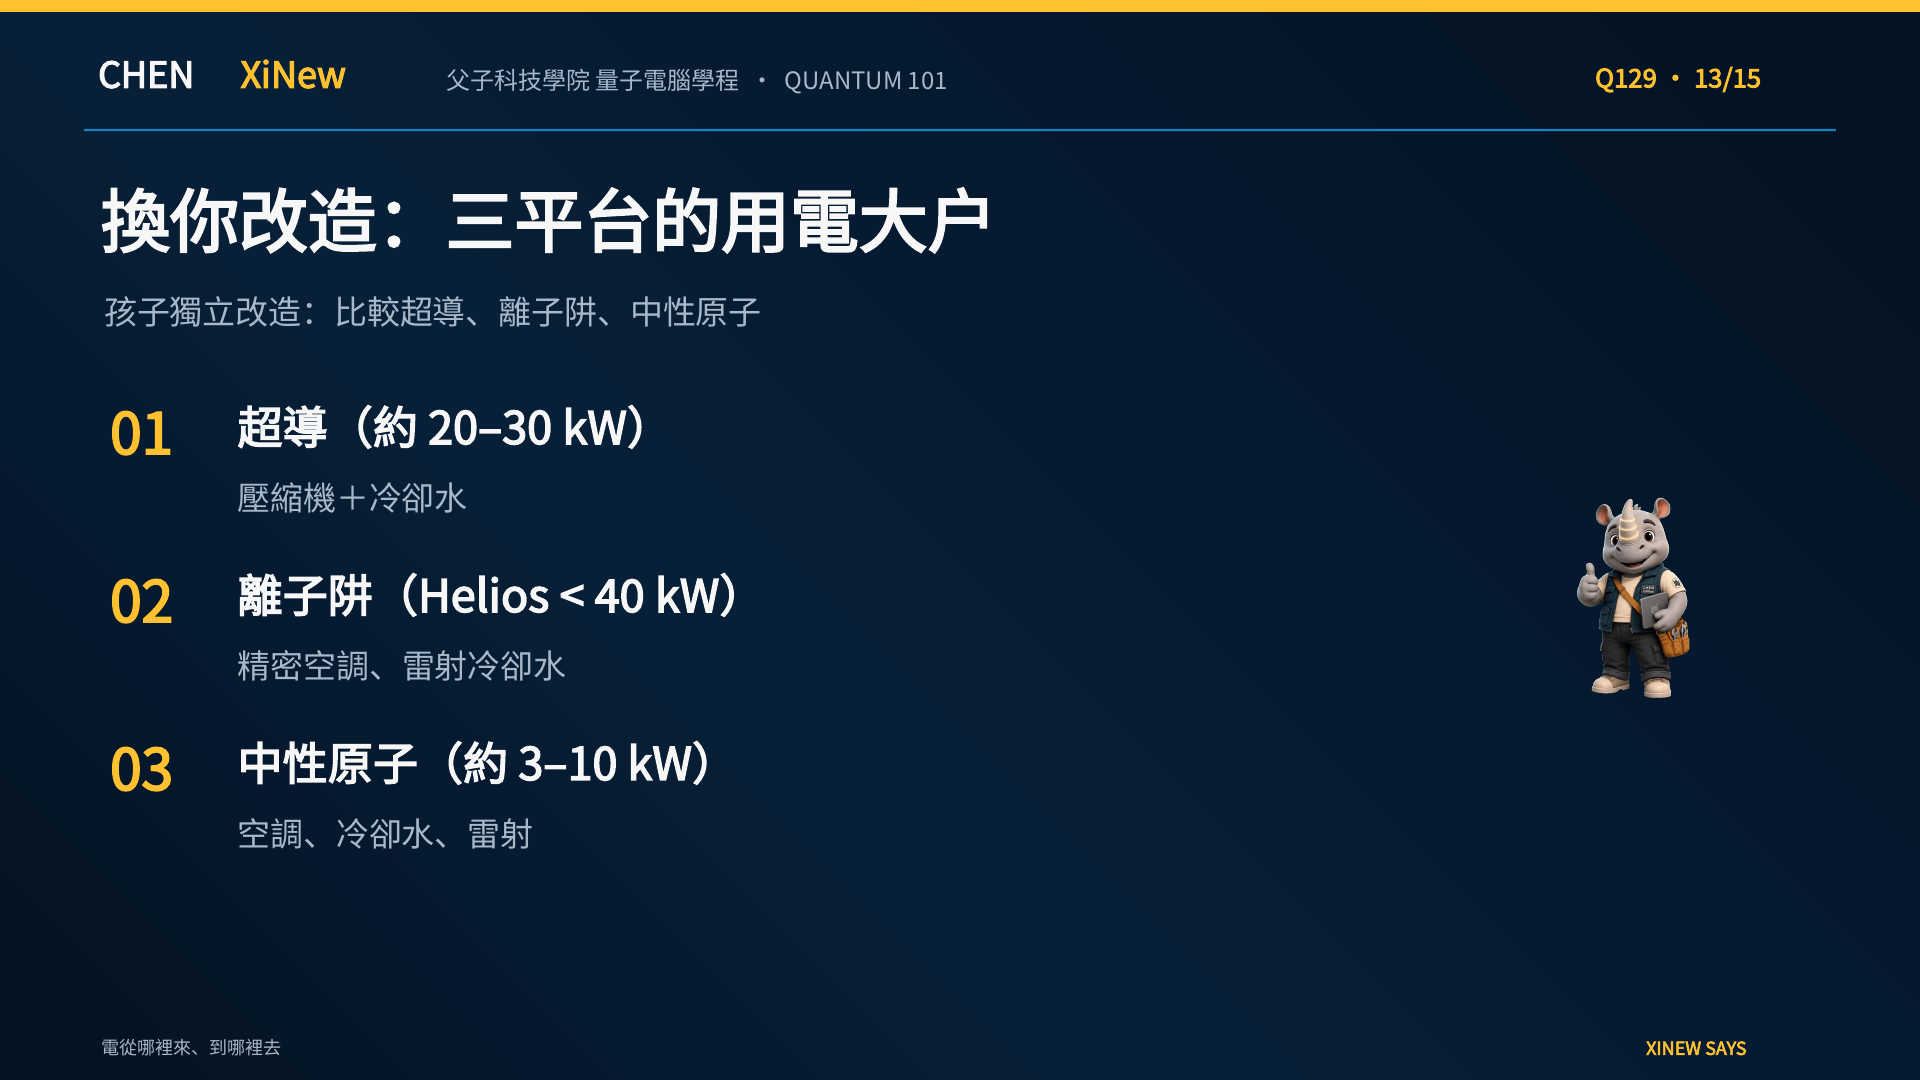 CHEN XiNew 父子科技學院 量子電腦學程 · QUANTUM 101 Q129 · 13/15
換你改造：三平台的用電大户
孩子獨立改造：比較超導、離子阱、中性原子
01 超導（約 20–30 kW）
壓縮機＋冷卻水
02 離子阱（Helios < 40 kW）
精密空調、雷射冷卻水
03 中性原子（約 3–10 kW）
空調、冷卻水、雷射
電從哪裡來、到哪裡去 XINEW SAYS